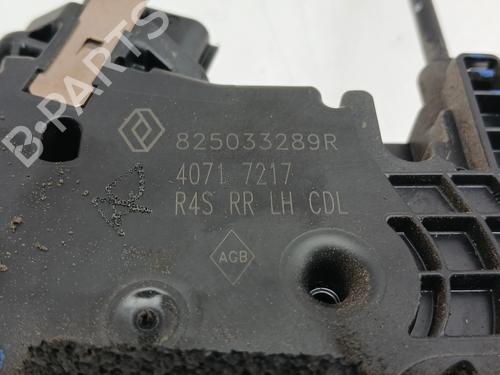 B-PARTS
825033289R
4071 7217
R4S RR LH CDL
AGB